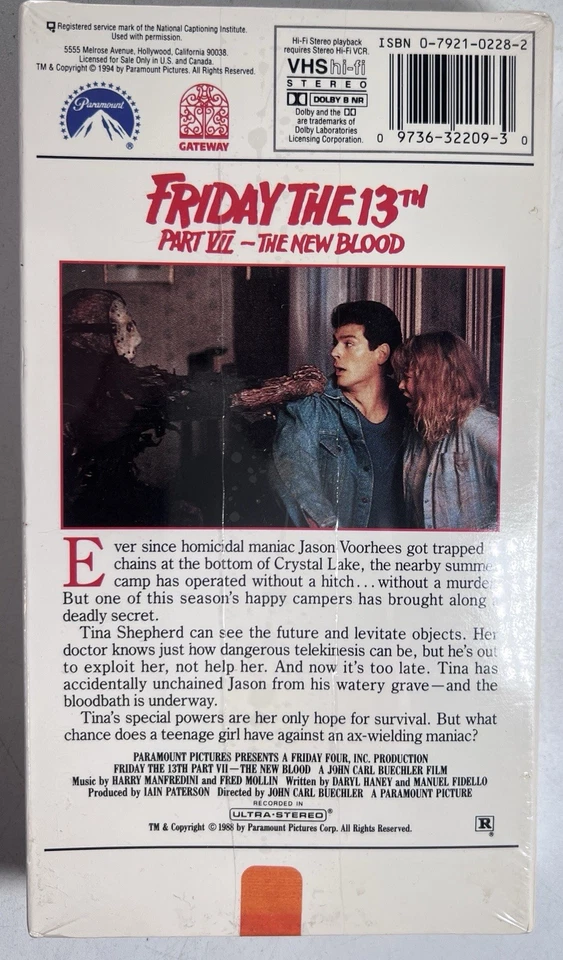 Registered service mark of the National Captioning Institute.
Used with permission.
5555 Melrose Avenue, Hollywood, California 90038.
Licensed for Sale Only in U.S. and Canada.
TM & Copyright © 1994 by Paramount Pictures. All Rights Reserved.
Paramount
®
GATEWAY
Hi-Fi Stereo playback
requires Stereo Hi-Fi VCR.
VHS hi-fi
STEREO
DOLBY B NR
Dolby and the
are trademarks of
Dolby Laboratories
Licensing Corporation.
ISBN 0-7921-0228-2
0 9736-32209-3 0
FRIDAY THE 13TH
PART VII - THE NEW BLOOD
Ever since homicidal maniac Jason Voorhees got trapped
chains at the bottom of Crystal Lake, the nearby summe
camp has operated without a hitch... without a murde
But one of this season's happy campers has brought along
deadly secret.
Tina Shepherd can see the future and levitate objects. Her
doctor knows just how dangerous telekinesis can be, but he's out
to exploit her, not help her. And now it's too late. Tina has
accidentally unchained Jason from his watery grave—and the
bloodbath is underway.
Tina's special powers are her only hope for survival. But what
chance does a teenage girl have against an ax-wielding maniac?
PARAMOUNT PICTURES PRESENTS A FRIDAY FOUR, INC. PRODUCTION
FRIDAY THE 13TH PART VII—THE NEW BLOOD A JOHN CARL BUECHLER FILM
Music by HARRY MANFREDINI and FRED MOLLIN Written by DARYL HANEY and MANUEL FIDELLO
Produced by IAIN PATERSON Directed by JOHN CARL BUECHLER A PARAMOUNT PICTURE
RECORDED IN
ULTRA·STEREO®
TM & Copyright © 1988 by Paramount Pictures Corp. All Rights Reserved.
R
®